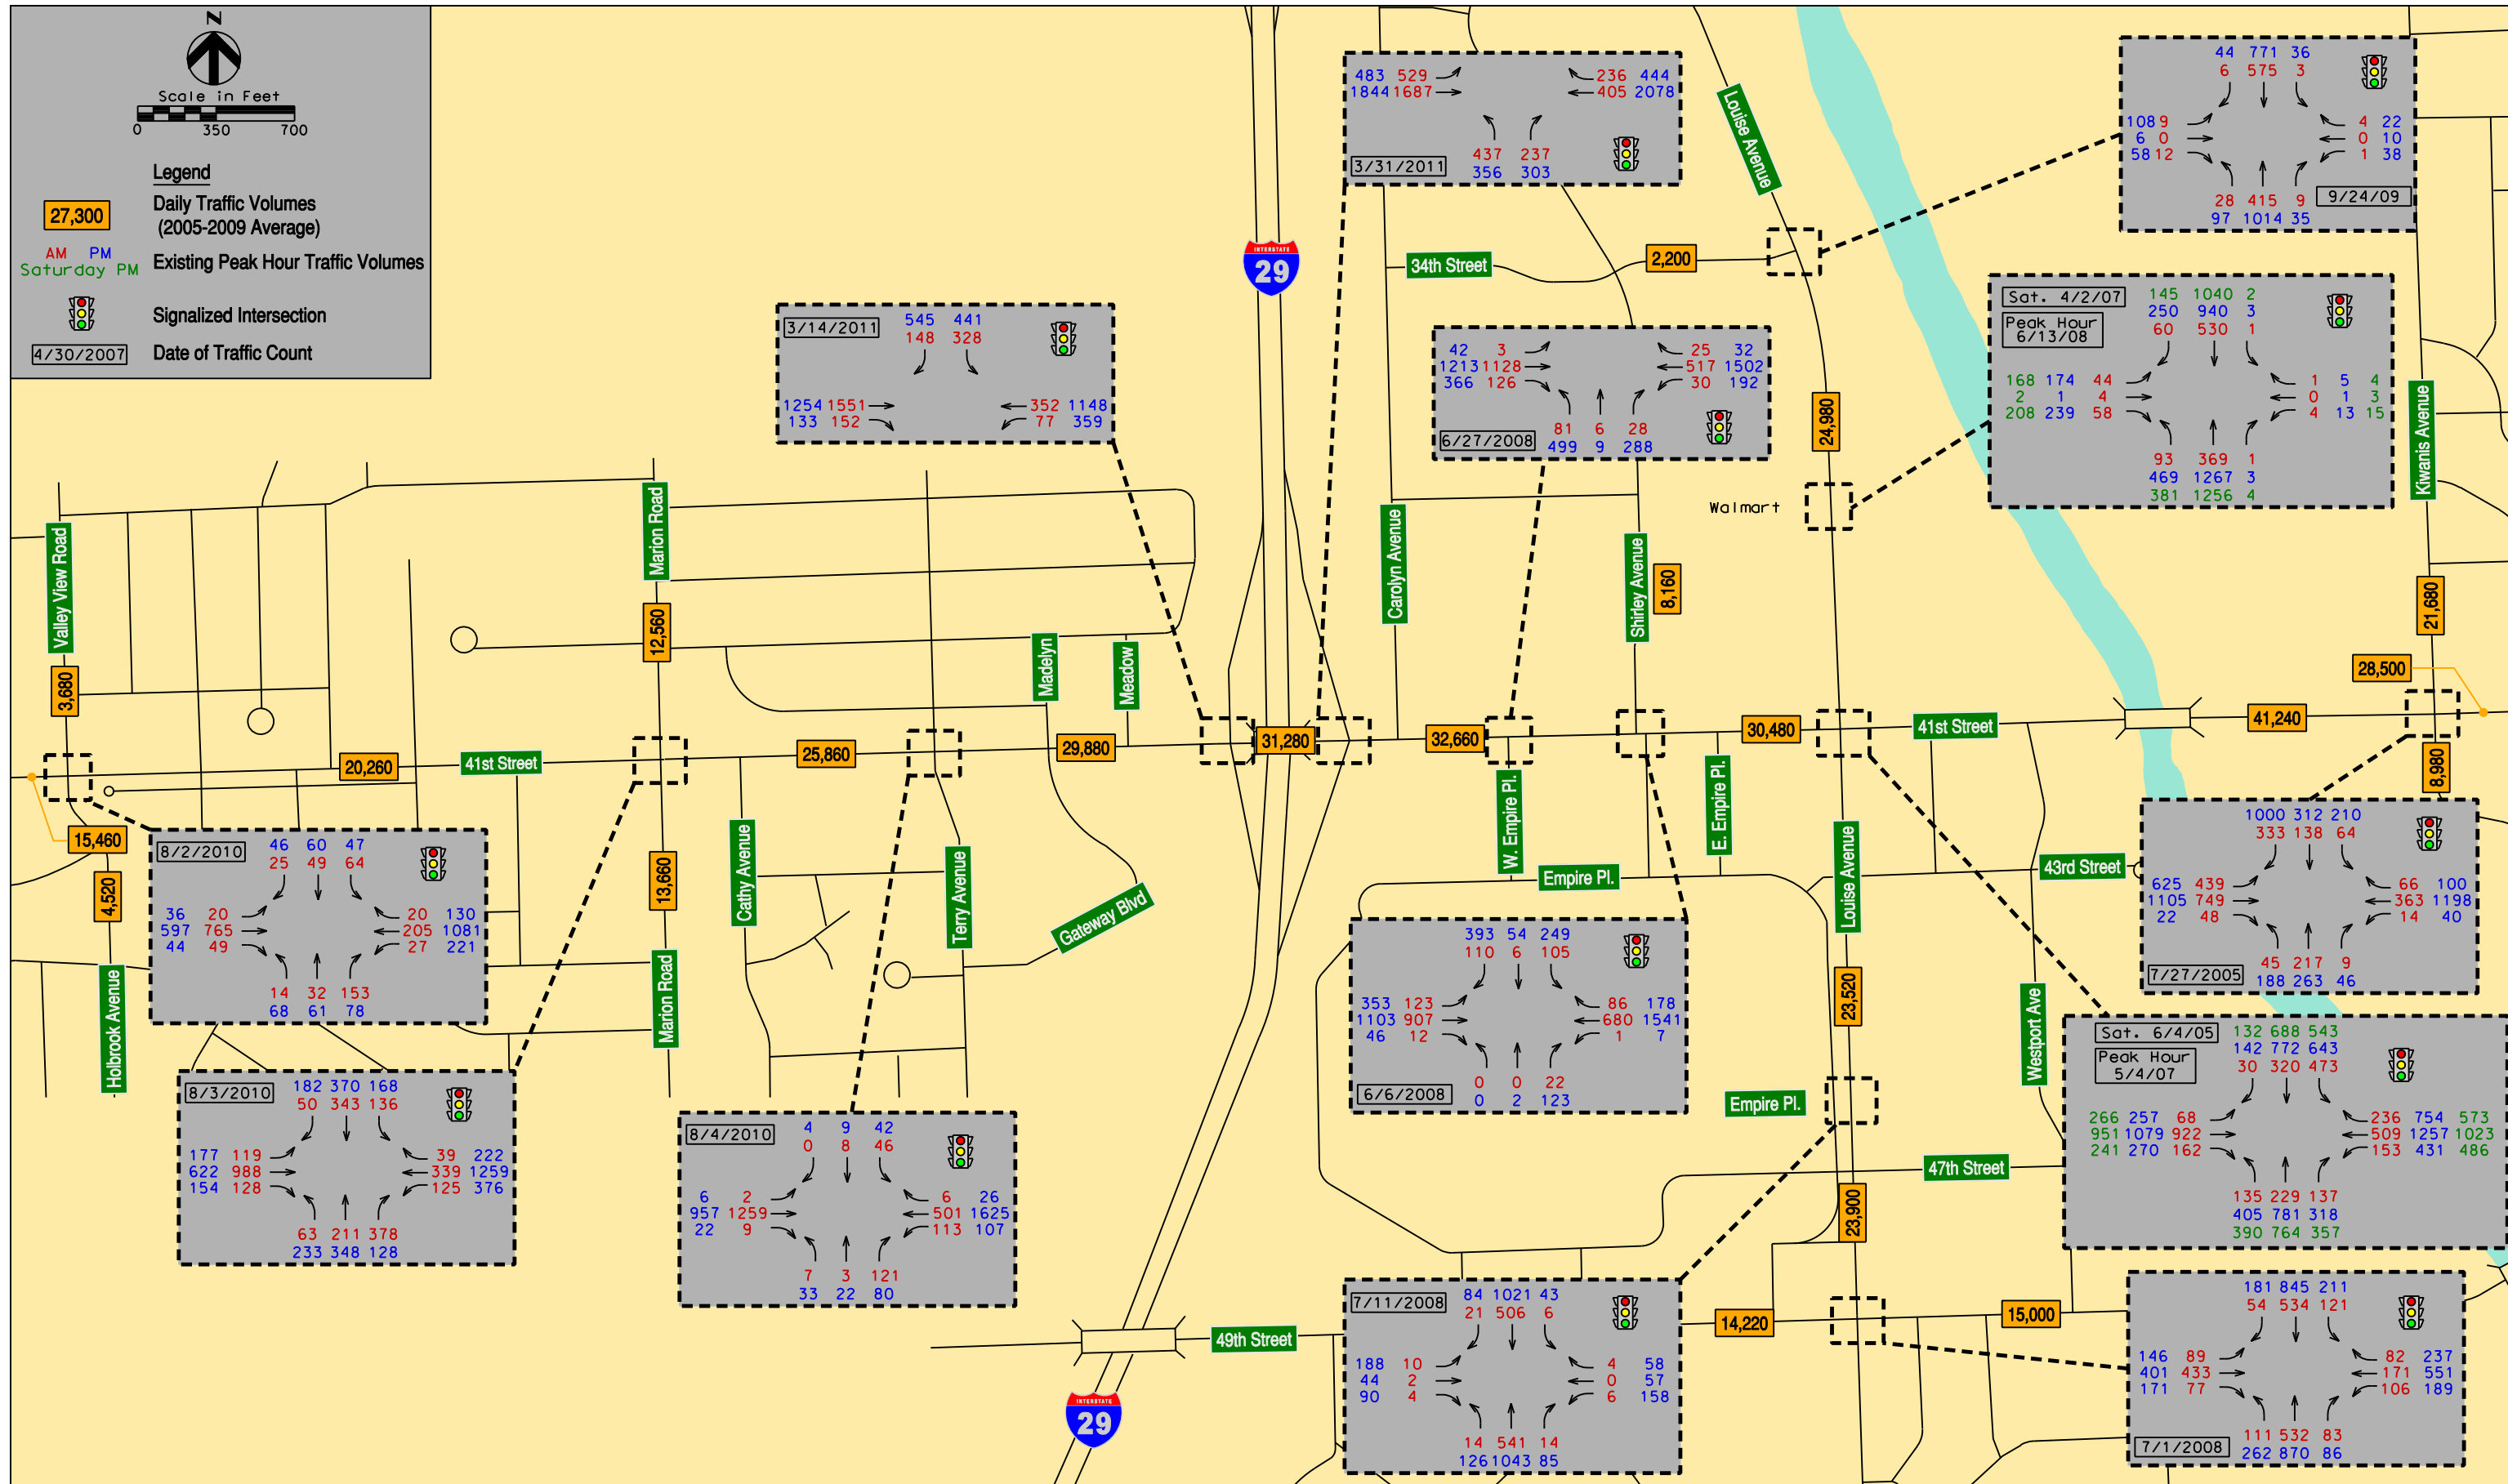 N
Scale in Feet
0 350 700
Legend
27,300
Daily Traffic Volumes
(2005-2009 Average)
AM PM
Saturday PM
Existing Peak Hour Traffic Volumes
Signalized Intersection
4/30/2007
Date of Traffic Count
INTERSTATE
29
483 529
236 444
1844 1687
405 2078
437 237
3/31/2011
356 303
Louise Avenue
44 771 36
6 575 3
108 9
4 22
6 0
0 10
58 12
1 38
28 415 9
9/24/09
97 1014 35
34th Street
2,200
3/14/2011
545 441
148 328
1254 1551
352 1148
133 152
77 359
42 3
25 32
1213 1128
517 1502
366 126
30 192
81 6 28
6/27/2008
499 9 288
24,980
Sat. 4/2/07
145 1040 2
Peak Hour
6/13/08
250 940 3
60 530 1
168 174 44
1 5 4
2 1 4
0 1 3
208 239 58
4 13 15
93 369 1
469 1267 3
381 1256 4
Kiwanis Avenue
Walmart
Valley View Road
Marion Road
Carolyn Avenue
Shirley Avenue
8,160
21,680
12,560
Madelyn
Meadow
3,680
28,500
20,260
41st Street
25,860
29,880
31,280
32,660
30,480
41st Street
41,240
8,980
15,460
4,520
Holbrook Avenue
8/2/2010
46 60 47
25 49 64
36 20
20 130
597 765
205 1081
44 49
27 221
14 32 153
68 61 78
13,660
Marion Road
Cathy Avenue
Terry Avenue
Gateway Blvd
W. Empire Pl.
E. Empire Pl.
Empire Pl.
Louise Avenue
43rd Street
1000 312 210
333 138 64
625 439
66 100
1105 749
363 1198
22 48
14 40
45 217 9
7/27/2005
188 263 46
393 54 249
110 6 105
353 123
86 178
1103 907
680 1541
46 12
1 7
0 0 22
6/6/2008
0 2 123
23,520
Westport Ave
Sat. 6/4/05
132 688 543
Peak Hour
5/4/07
142 772 643
30 320 473
266 257 68
236 754 573
951 1079 922
509 1257 1023
241 270 162
153 431 486
135 229 137
405 781 318
390 764 357
8/3/2010
182 370 168
50 343 136
177 119
39 222
622 988
339 1259
154 128
125 376
63 211 378
233 348 128
8/4/2010
4 9 42
0 8 46
6 2
6 26
957 1259
501 1625
22 9
113 107
7 3 121
33 22 80
Empire Pl.
47th Street
23,900
49th Street
INTERSTATE
29
7/11/2008
84 1021 43
21 506 6
188 10
4 58
44 2
0 57
90 4
6 158
14 541 14
126 1043 85
14,220
15,000
181 845 211
54 534 121
146 89
82 237
401 433
171 551
171 77
106 189
111 532 83
7/1/2008
262 870 86